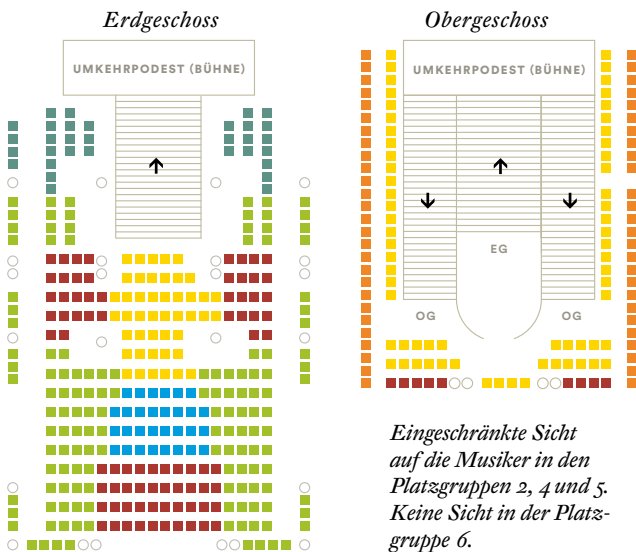 Erdgeschoss
UMKEHRPODEST (BÜHNE)
Obergeschoss
UMKEHRPODEST (BÜHNE)
EG
OG
OG
Eingeschränkte Sicht
auf die Musiker in den
Platzgruppen 2, 4 und 5.
Keine Sicht in der Platz-
gruppe 6.